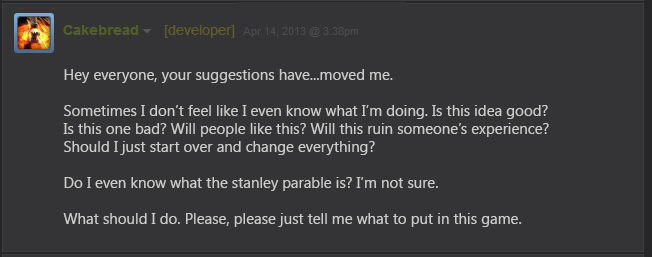 Cakebread [developer] Apr 14, 2013 @ 3:38pm
Hey everyone, your suggestions have...moved me.
Sometimes I don't feel like I even know what I'm doing. Is this idea good?
Is this one bad? Will people like this? Will this ruin someone's experience?
Should I just start over and change everything?
Do I even know what the stanley parable is? I'm not sure.
What should I do. Please, please just tell me what to put in this game.